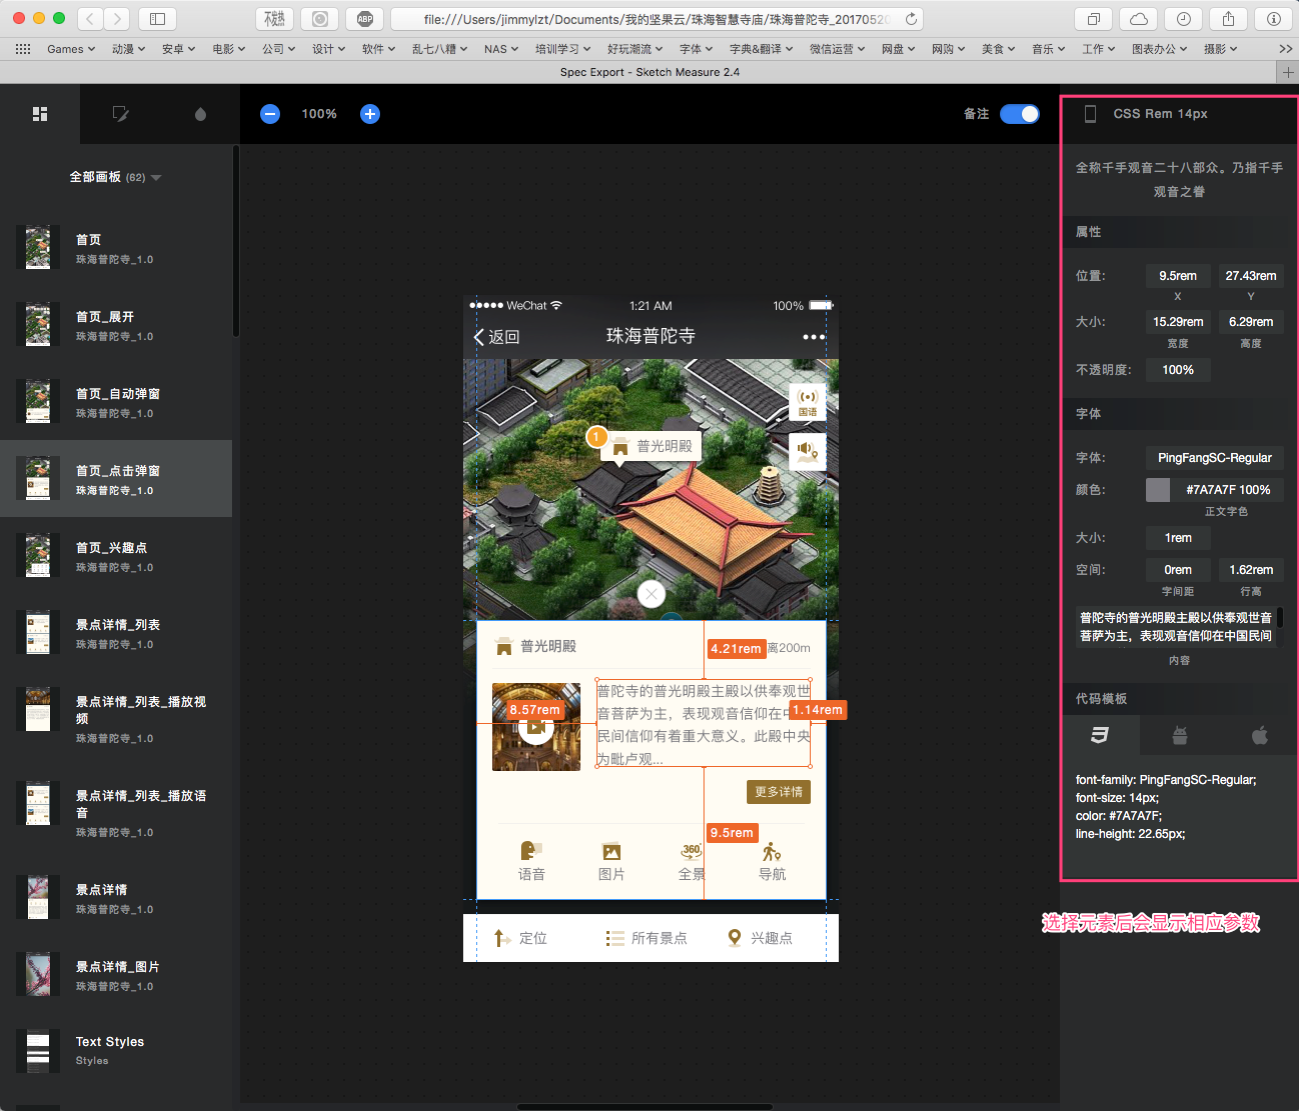 不熬
ABP
file:///Users/jimmylzt/Documents/我的坚果云/珠海智慧寺庙/珠海普陀寺_20170520
Games 动漫 安卓 电影 公司 设计 软件 乱七八糟 NAS 培训学习 好玩潮流 字体 字典&翻译 微信运营 网盘 网购 美食 音乐 工作 图表办公 摄影
Spec Export - Sketch Measure 2.4
100%
备注
CSS Rem 14px
全部画板 (62)
首页
珠海普陀寺_1.0
首页_展开
珠海普陀寺_1.0
首页_自动弹窗
珠海普陀寺_1.0
首页_点击弹窗
珠海普陀寺_1.0
首页_兴趣点
珠海普陀寺_1.0
景点详情_列表
珠海普陀寺_1.0
景点详情_列表_播放视
频
珠海普陀寺_1.0
景点详情_列表_播放语
音
珠海普陀寺_1.0
景点详情
珠海普陀寺_1.0
景点详情_图片
珠海普陀寺_1.0
Text Styles
Styles
WeChat 1:21 AM 100%
返回 珠海普陀寺
国语
1
普光明殿
普光明殿
4.21rem
离200m
8.57rem
1.14rem
普陀寺的普光明殿主殿以供奉观世
音菩萨为主，表现观音信仰在中
民间信仰有着重大意义。此殿中央
为毗卢观...
更多详情
9.5rem
360°
语音 图片 全景 导航
定位 所有景点 兴趣点
全称千手观音二十八部众。乃指千手
观音之眷
属性
位置: 9.5rem 27.43rem
X Y
大小: 15.29rem 6.29rem
宽度 高度
不透明度: 100%
字体
字体: PingFangSC-Regular
颜色: #7A7A7F 100%
正文字色
大小: 1rem
空间: 0rem 1.62rem
字间距 行高
普陀寺的普光明殿主殿以供奉观世音
菩萨为主，表现观音信仰在中国民间
内容
代码模板
font-family: PingFangSC-Regular;
font-size: 14px;
color: #7A7A7F;
line-height: 22.65px;
选择元素后会显示相应参数